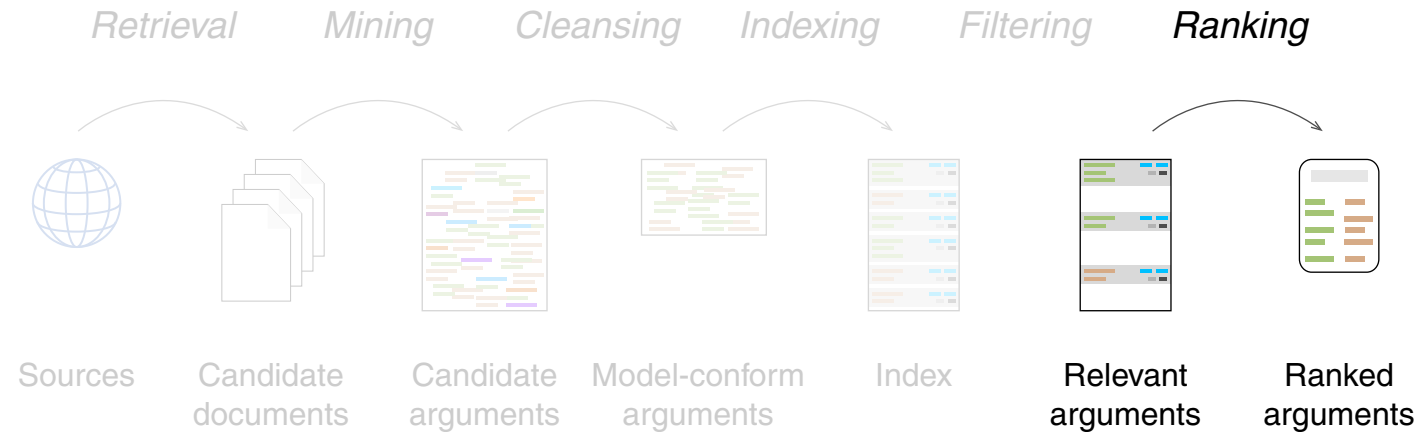 Retrieval Mining Cleansing Indexing Filtering Ranking
Sources Candidate Candidate Model-conform Index Relevant Ranked
documents arguments arguments arguments arguments